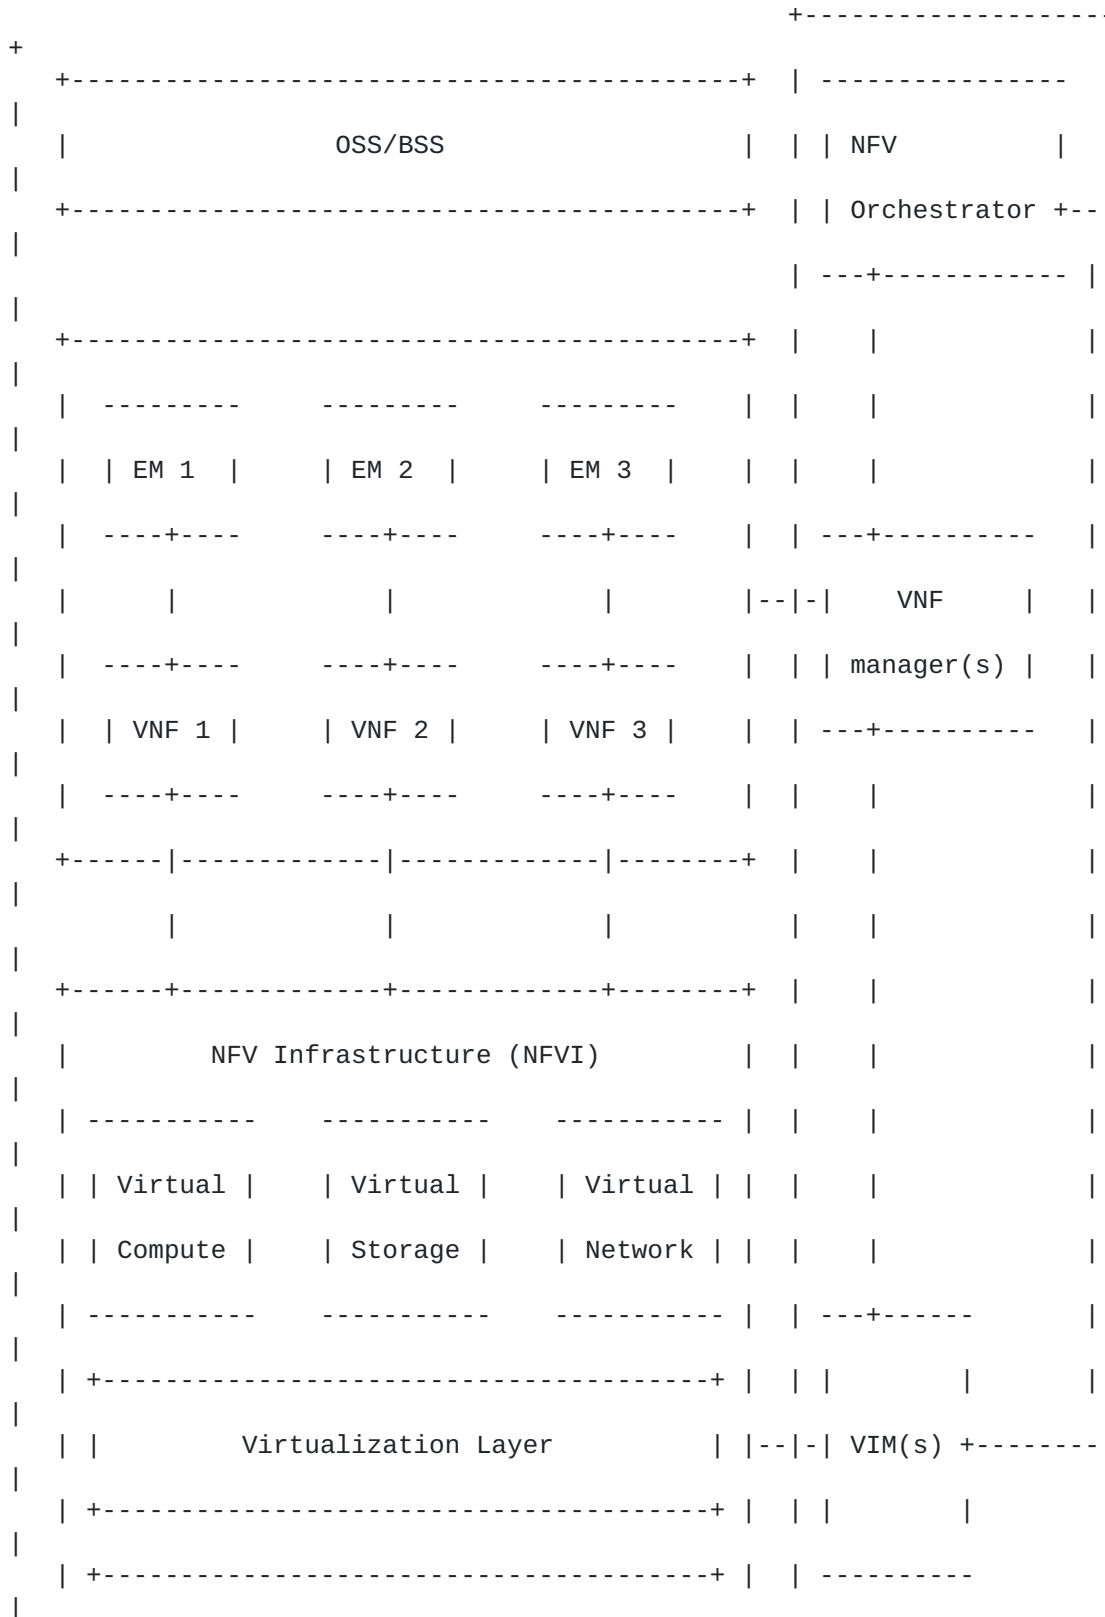 +-------------------
+
   +-------------------------------------------+  | ----------------
|
   |                 OSS/BSS                   |  | | NFV          |
|
   +-------------------------------------------+  | | Orchestrator +--
|
                                                  | ---+------------ |
|
   +-------------------------------------------+  |    |             |
|
   |  ---------     ---------     ---------    |  |    |             |
|
   |  | EM 1  |     | EM 2  |     | EM 3  |    |  |    |             |
|
   |  ----+----     ----+----     ----+----    |  | ---+----------   |
|
   |      |             |             |        |--|-|    VNF     |   |
|
   |  ----+----     ----+----     ----+----    |  | | manager(s) |   |
|
   |  | VNF 1 |     | VNF 2 |     | VNF 3 |    |  | ---+----------   |
|
   |  ----+----     ----+----     ----+----    |  |    |             |
|
   +------|-------------|-------------|--------+  |    |             |
|
          |             |             |           |    |             |
|
   +------+-------------+-------------+--------+  |    |             |
|
   |         NFV Infrastructure (NFVI)         |  |    |             |
|
   | -----------    -----------    ----------- |  |    |             |
|
   | | Virtual |    | Virtual |    | Virtual | |  |    |             |
|
   | | Compute |    | Storage |    | Network | |  |    |             |
|
   | -----------    -----------    ----------- |  | ---+------       |
|
   | +---------------------------------------+ |  | |        |       |
|
   | |         Virtualization Layer          | |--|-| VIM(s) +--------
|
   | +---------------------------------------+ |  | |        |
|
   | +---------------------------------------+ |  | ----------
|